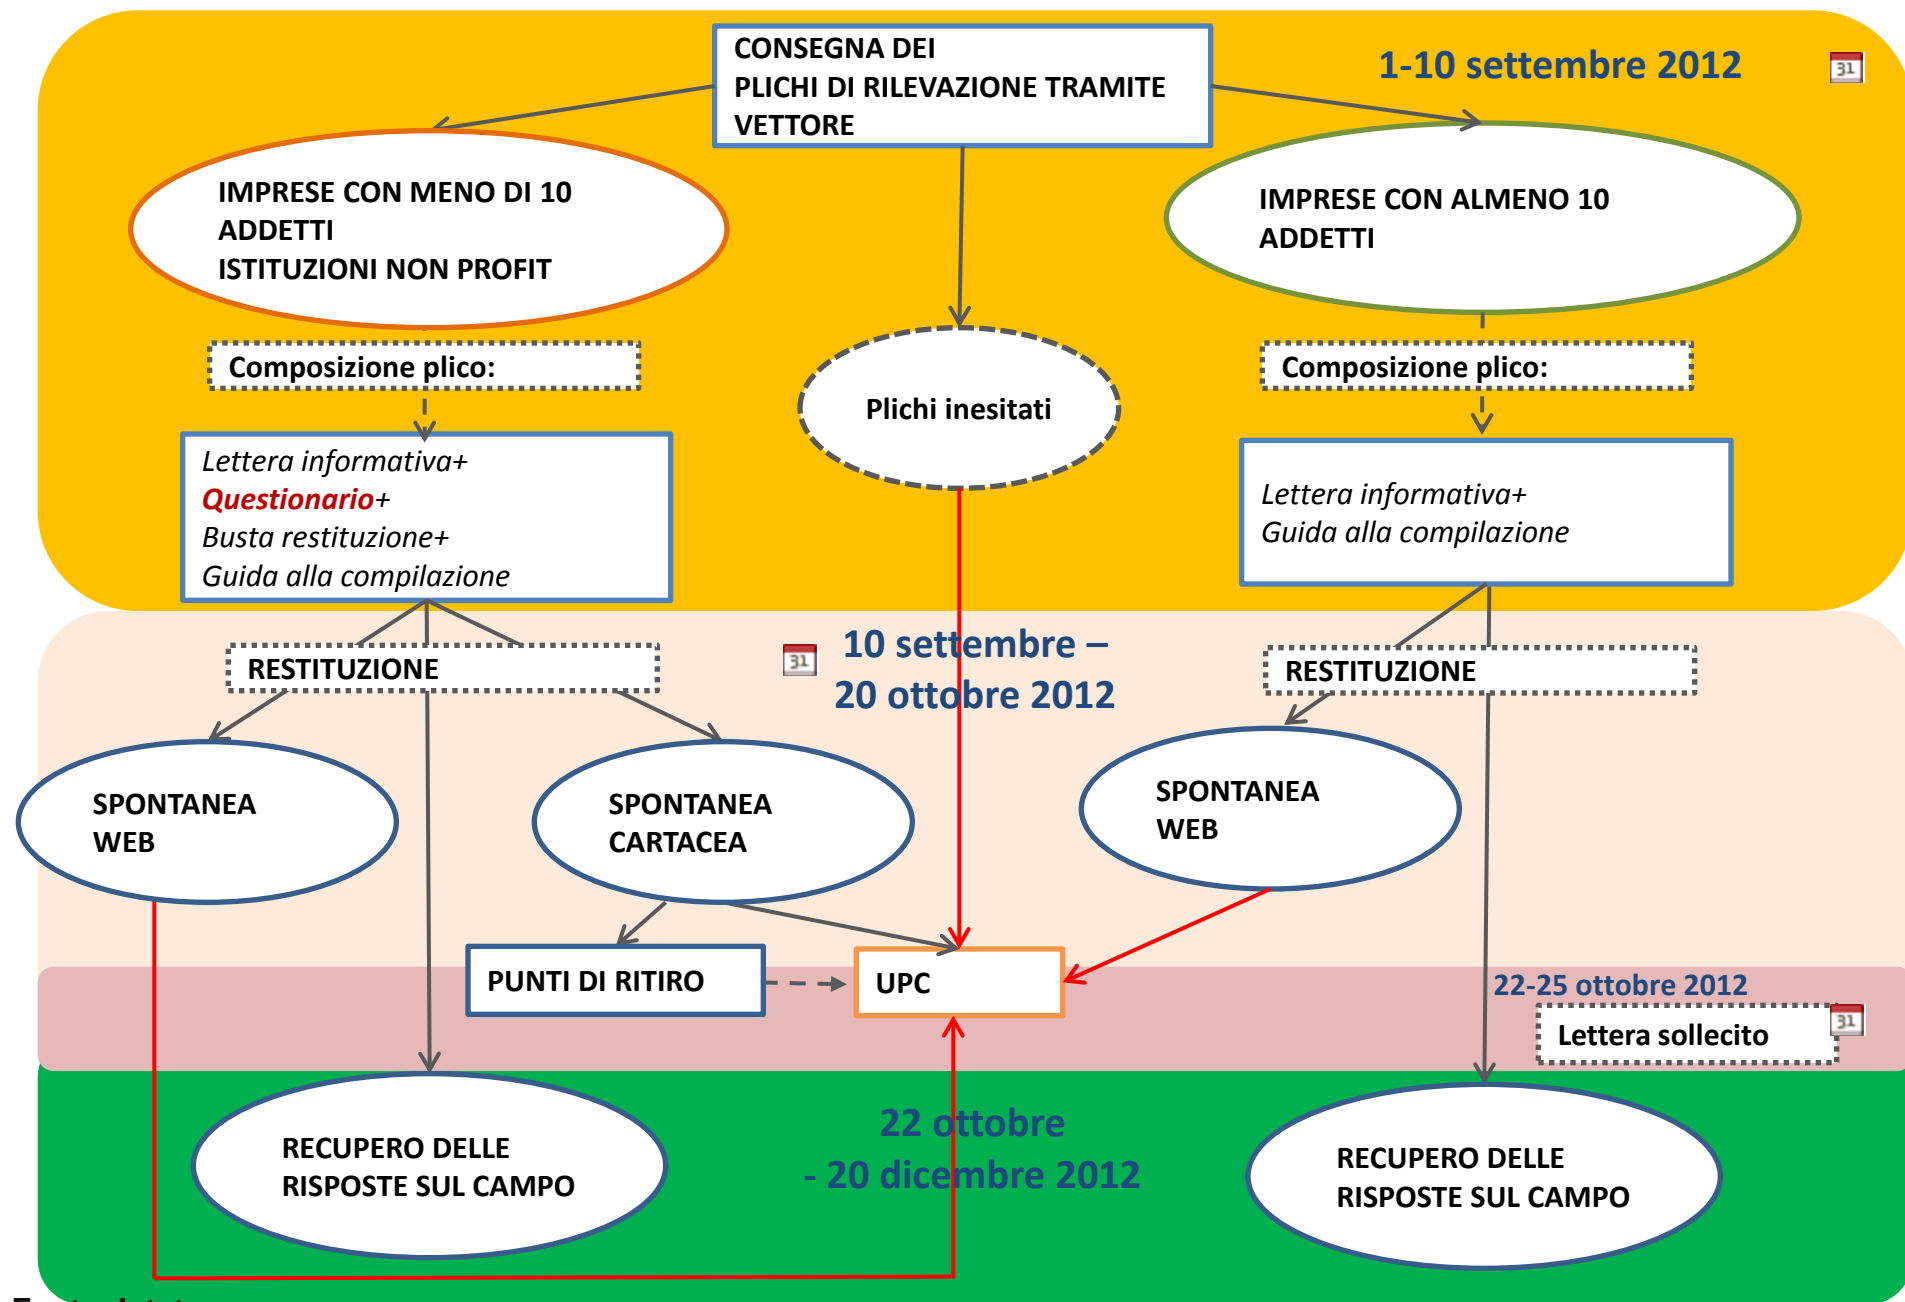 CONSEGNA DEI
PLICHI DI RILEVAZIONE TRAMITE
VETTORE
1-10 settembre 2012
31
IMPRESE CON MENO DI 10
ADDETTI
ISTITUZIONI NON PROFIT
IMPRESE CON ALMENO 10
ADDETTI
Composizione plico:
Plichi inesitati
Composizione plico:
Lettera informativa+
Questionario+
Busta restituzione+
Guida alla compilazione
Lettera informativa+
Guida alla compilazione
31
10 settembre –
20 ottobre 2012
RESTITUZIONE
RESTITUZIONE
SPONTANEA
WEB
SPONTANEA
CARTACEA
SPONTANEA
WEB
PUNTI DI RITIRO
UPC
22-25 ottobre 2012
31
Lettera sollecito
22 ottobre
- 20 dicembre 2012
RECUPERO DELLE
RISPOSTE SUL CAMPO
RECUPERO DELLE
RISPOSTE SUL CAMPO